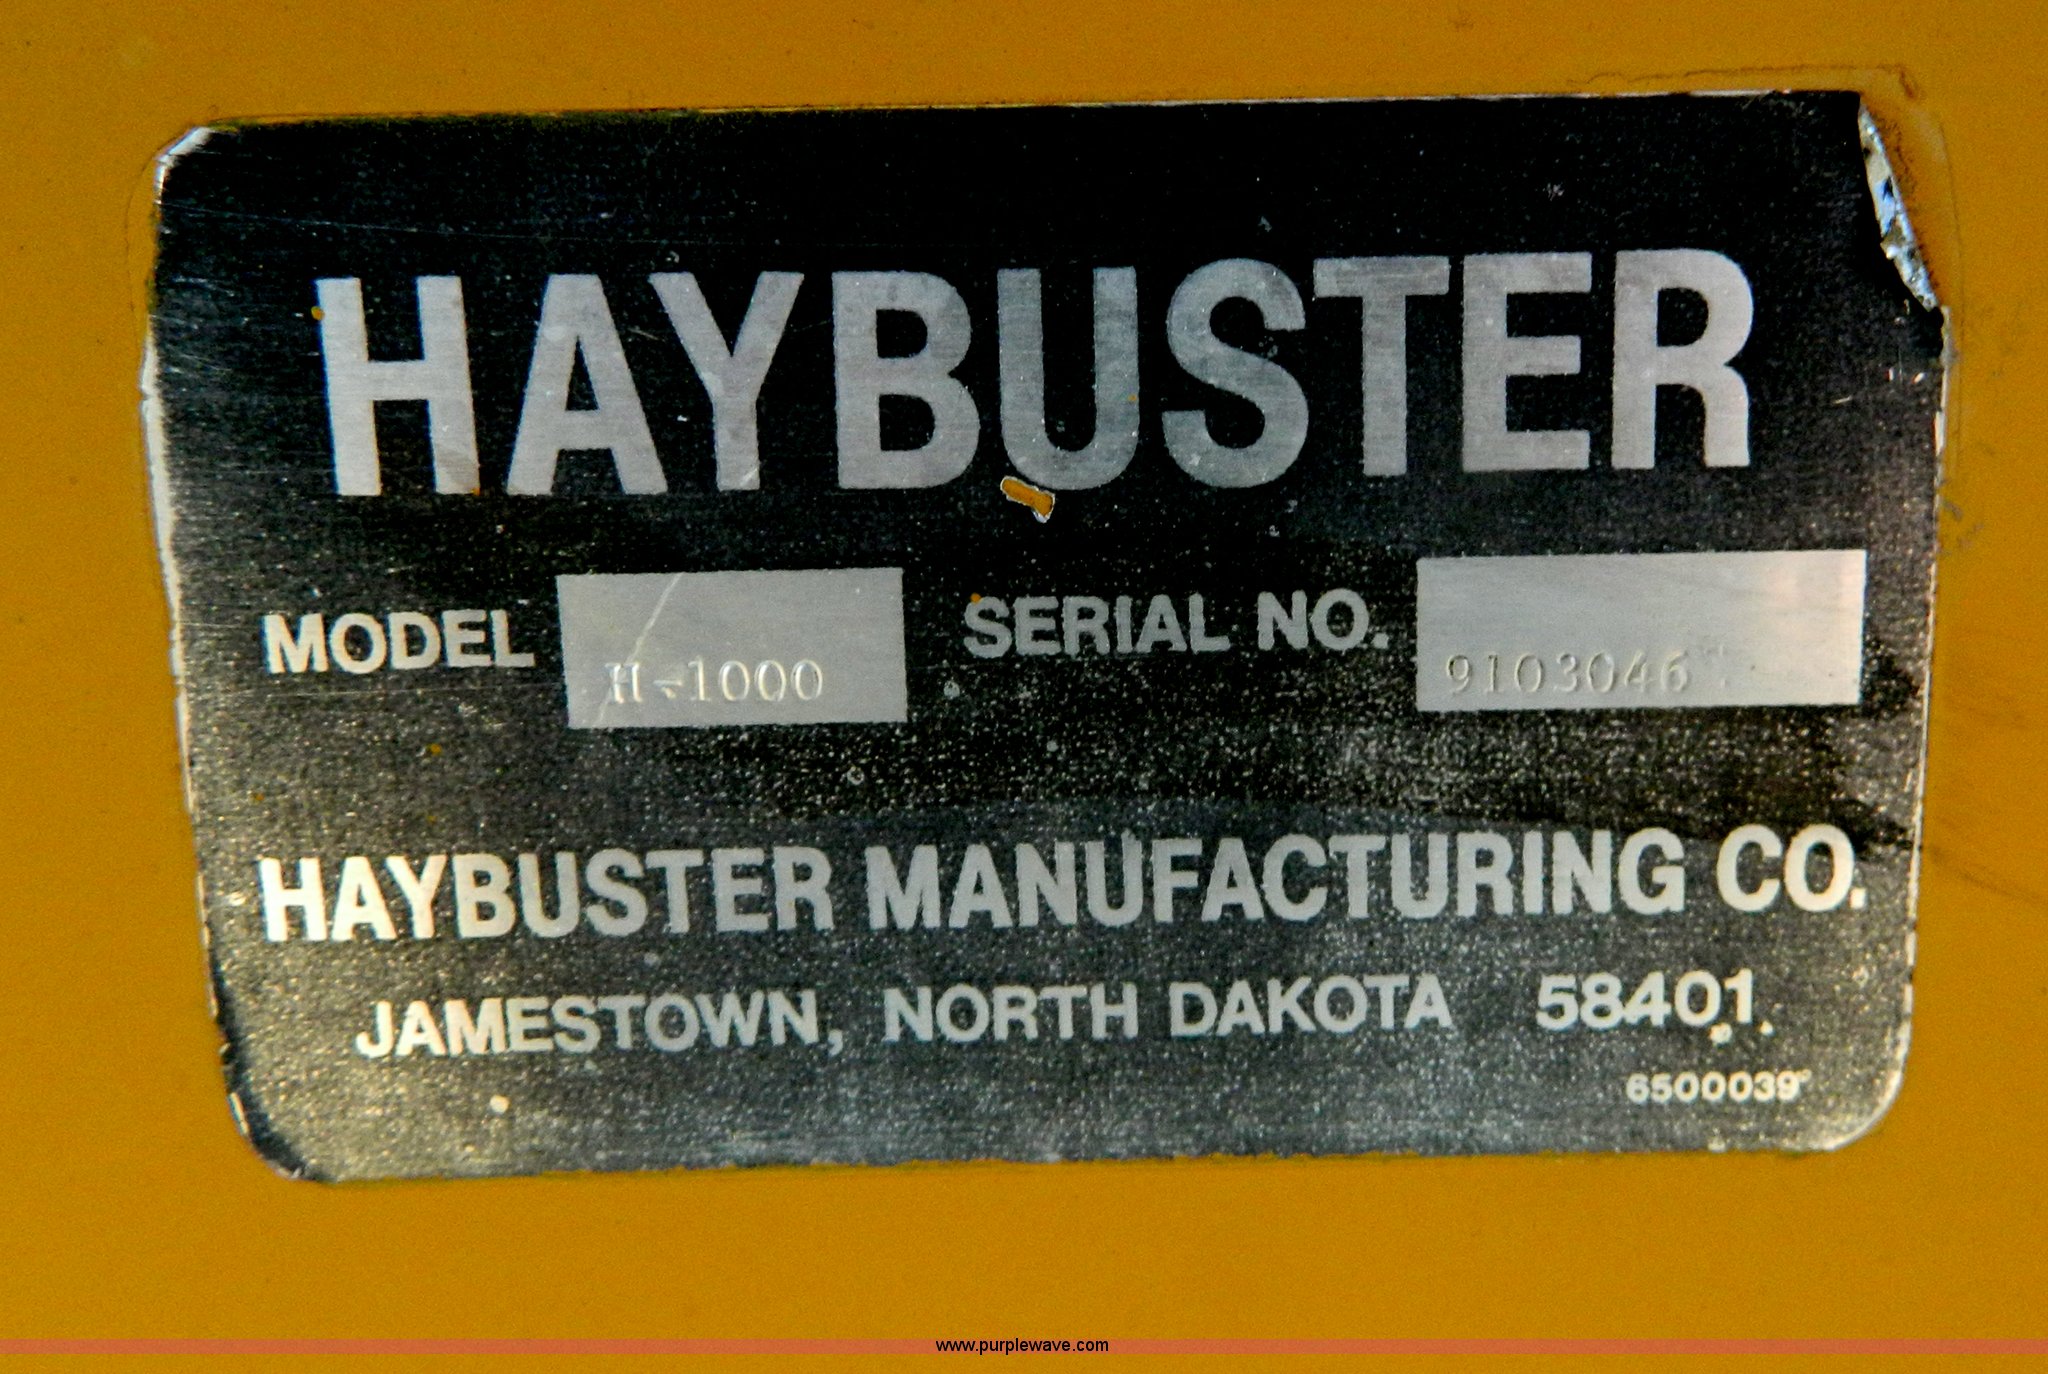 HAYBUSTER
MODEL H-1000 SERIAL NO. 9103046
HAYBUSTER MANUFACTURING CO.
JAMESTOWN, NORTH DAKOTA 58401
6500039
www.purplewave.com